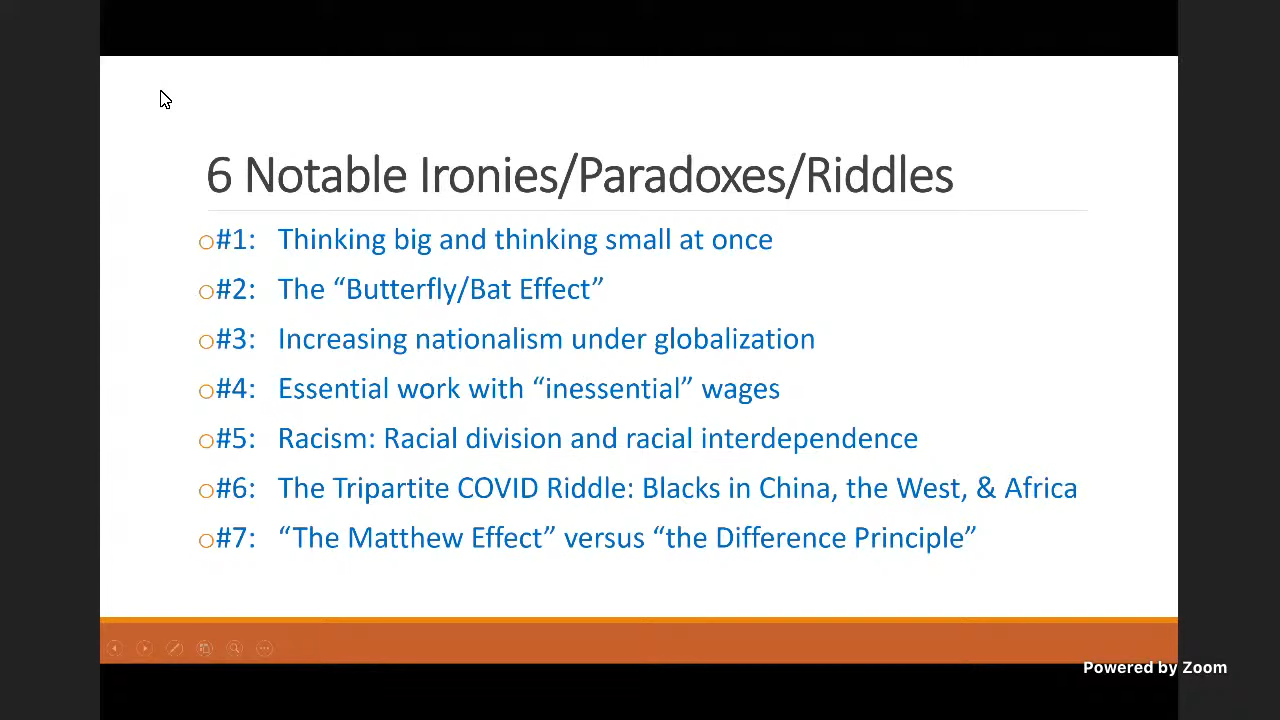 6 Notable Ironies/Paradoxes/Riddles
#1: Thinking big and thinking small at once
#2: The “Butterfly/Bat Effect”
#3: Increasing nationalism under globalization
#4: Essential work with “inessential” wages
#5: Racism: Racial division and racial interdependence
#6: The Tripartite COVID Riddle: Blacks in China, the West, & Africa
#7: “The Matthew Effect” versus “the Difference Principle”
Powered by Zoom